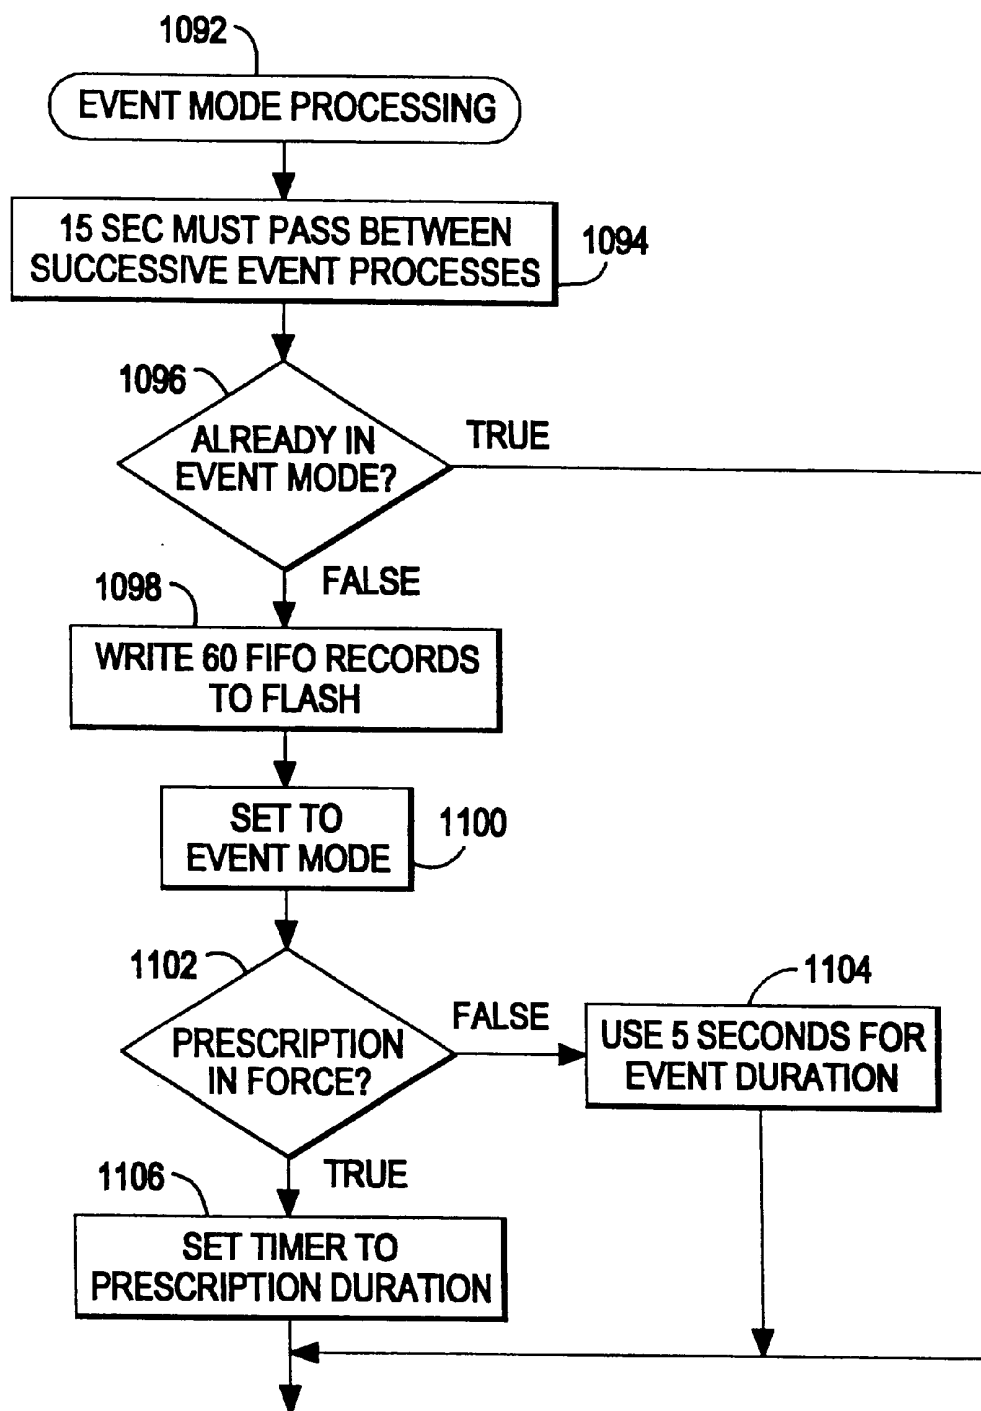 1092
EVENT MODE PROCESSING
15 SEC MUST PASS BETWEEN
SUCCESSIVE EVENT PROCESSES
1094
1096
ALREADY IN
EVENT MODE?
TRUE
FALSE
1098
WRITE 60 FIFO RECORDS
TO FLASH
SET TO
EVENT MODE
1100
1102
PRESCRIPTION
IN FORCE?
FALSE
1104
USE 5 SECONDS FOR
EVENT DURATION
TRUE
1106
SET TIMER TO
PRESCRIPTION DURATION